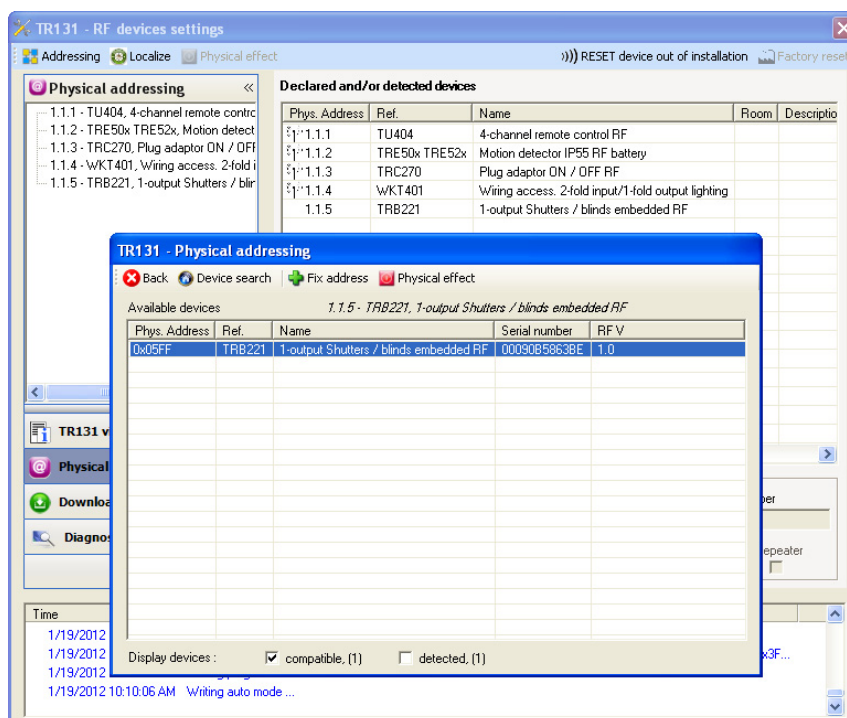 TR131 - RF devices settings
Addressing Localize Physical effect ))) RESET device out of installation Factory reset
Physical addressing «
1.1.1 - TU404, 4-channel remote contrc
1.1.2 - TRE50x TRE52x, Motion detect
1.1.3 - TRC270, Plug adaptor ON / OFF
1.1.4 - WKT401, Wiring access. 2-fold i
1.1.5 - TRB221, 1-output Shutters / blir
Declared and/or detected devices
Phys. Address Ref. Name Room Descriptio
1.1.1 TU404 4-channel remote control RF
1.1.2 TRE50x TRE52x Motion detector IP55 RF battery
1.1.3 TRC270 Plug adaptor ON / OFF RF
1.1.4 WKT401 Wiring access. 2-fold input/1-fold output lighting
1.1.5 TRB221 1-output Shutters / blinds embedded RF
TR131 - Physical addressing
Back Device search Fix address Physical effect
Available devices 1.1.5 - TRB221, 1-output Shutters / blinds embedded RF
Phys. Address Ref. Name Serial number RF V
0x05FF TRB221 1-output Shutters / blinds embedded RF 00090B5863BE 1.0
Display devices : compatible, (1) detected, (1)
TR131 v
Physical
Downloa
Diagnos
ber
epeater
Time
1/19/2012
1/19/2012 x3F...
1/19/2012
1/19/2012 10:10:06 AM Writing auto mode ...